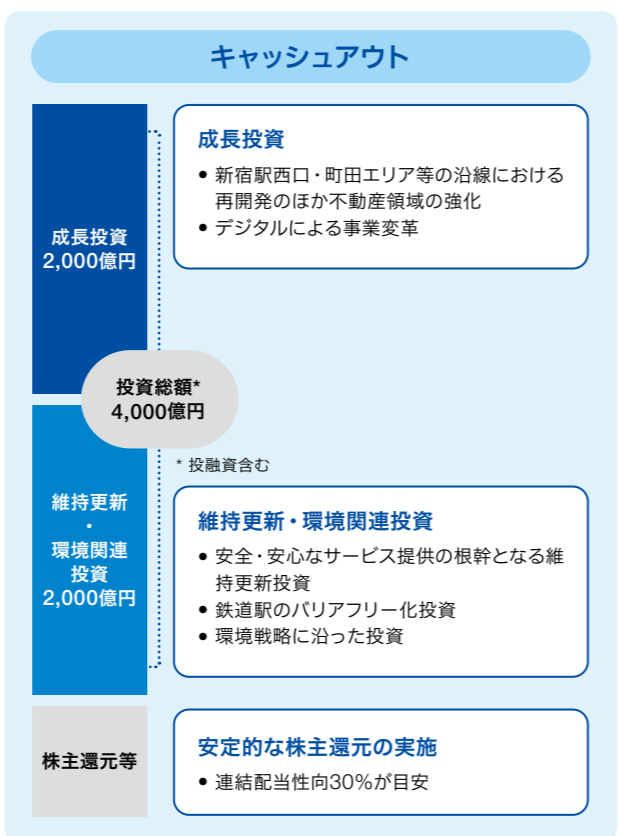 キャッシュアウト
成長投資
2,000億円
成長投資
• 新宿駅西口・町田エリア等の沿線における
再開発のほか不動産領域の強化
• デジタルによる事業変革
投資総額*
4,000億円
* 投融資含む
維持更新
・
環境関連
投資
2,000億円
維持更新・環境関連投資
• 安全・安心なサービス提供の根幹となる維
持更新投資
• 鉄道駅のバリアフリー化投資
• 環境戦略に沿った投資
株主還元等
安定的な株主還元の実施
• 連結配当性向30%が目安